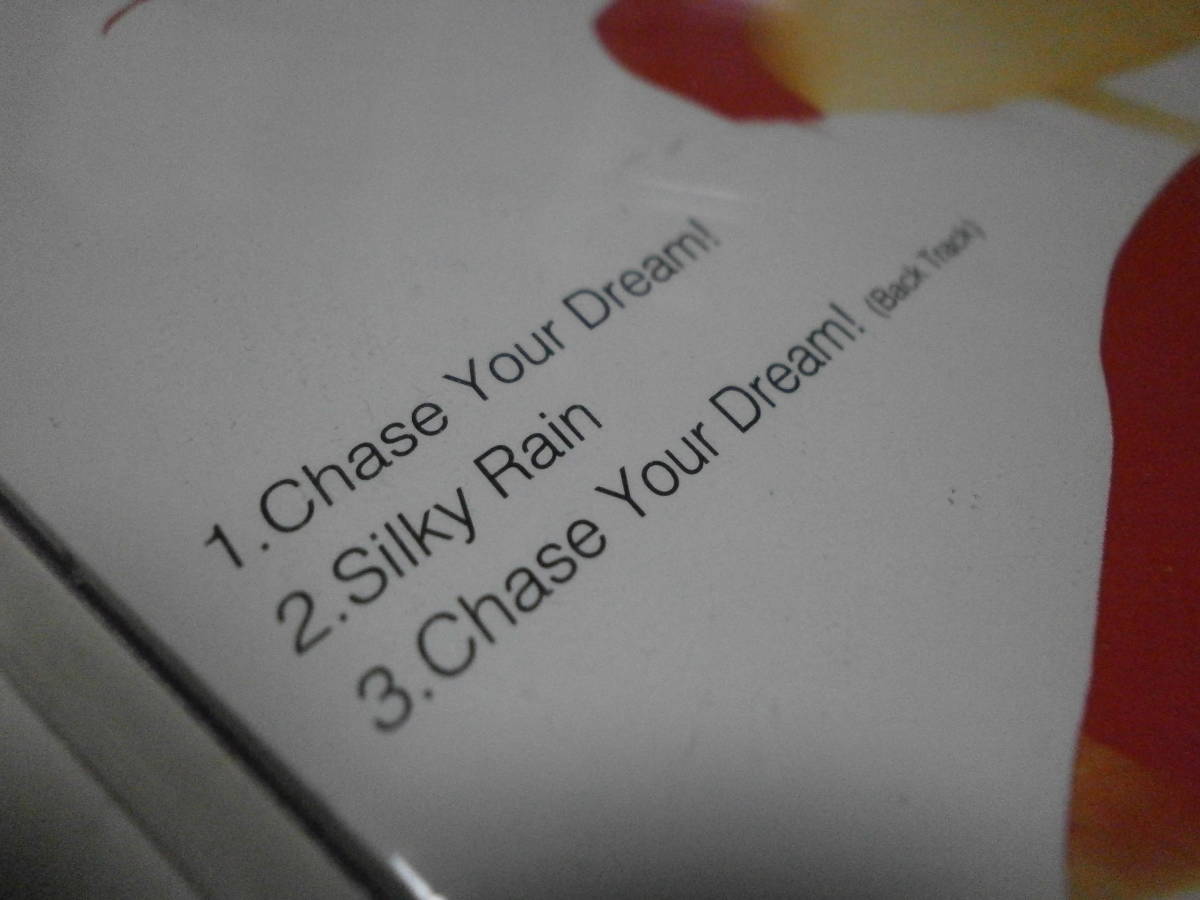 1.Chase Your Dream!
2.Silky Rain
3.Chase Your Dream! (Back Track)